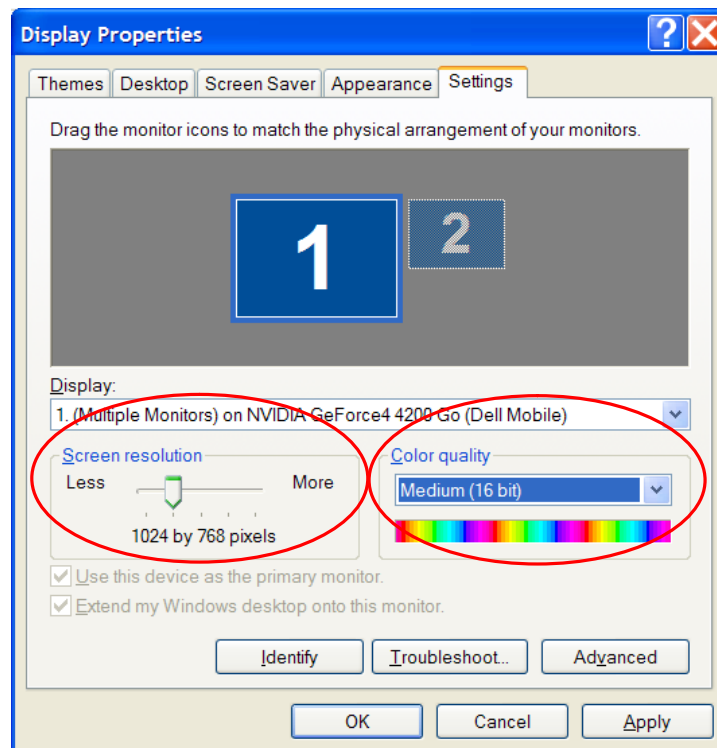 Display Properties
?
Themes Desktop Screen Saver Appearance Settings
Drag the monitor icons to match the physical arrangement of your monitors.
1 2
Display:
1. (Multiple Monitors) on NVIDIA GeForce4 4200 Go (Dell Mobile)
Screen resolution
Less More
1024 by 768 pixels
Color quality
Medium (16 bit)
Use this device as the primary monitor.
Extend my Windows desktop onto this monitor.
Identify Troubleshoot... Advanced
OK Cancel Apply